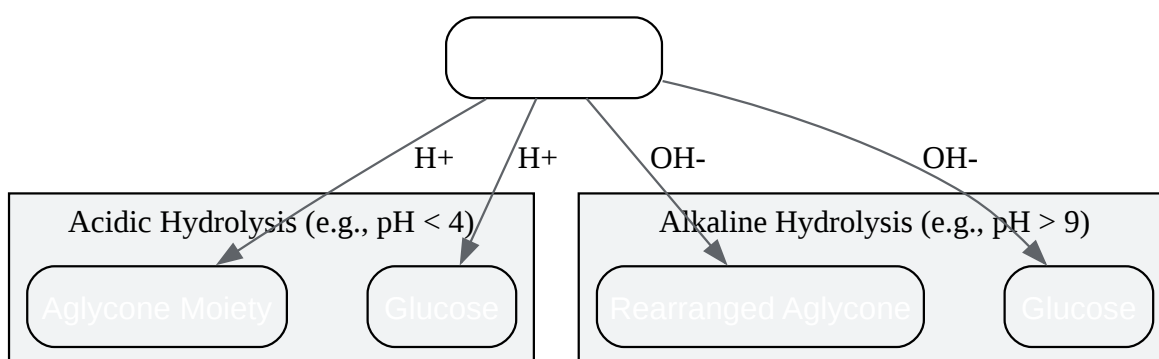 H+
H+
OH-
OH-
Acidic Hydrolysis (e.g., pH < 4)
Alkaline Hydrolysis (e.g., pH > 9)
Aglycone Moiety
Glucose
Rearranged Aglycone
Glucose